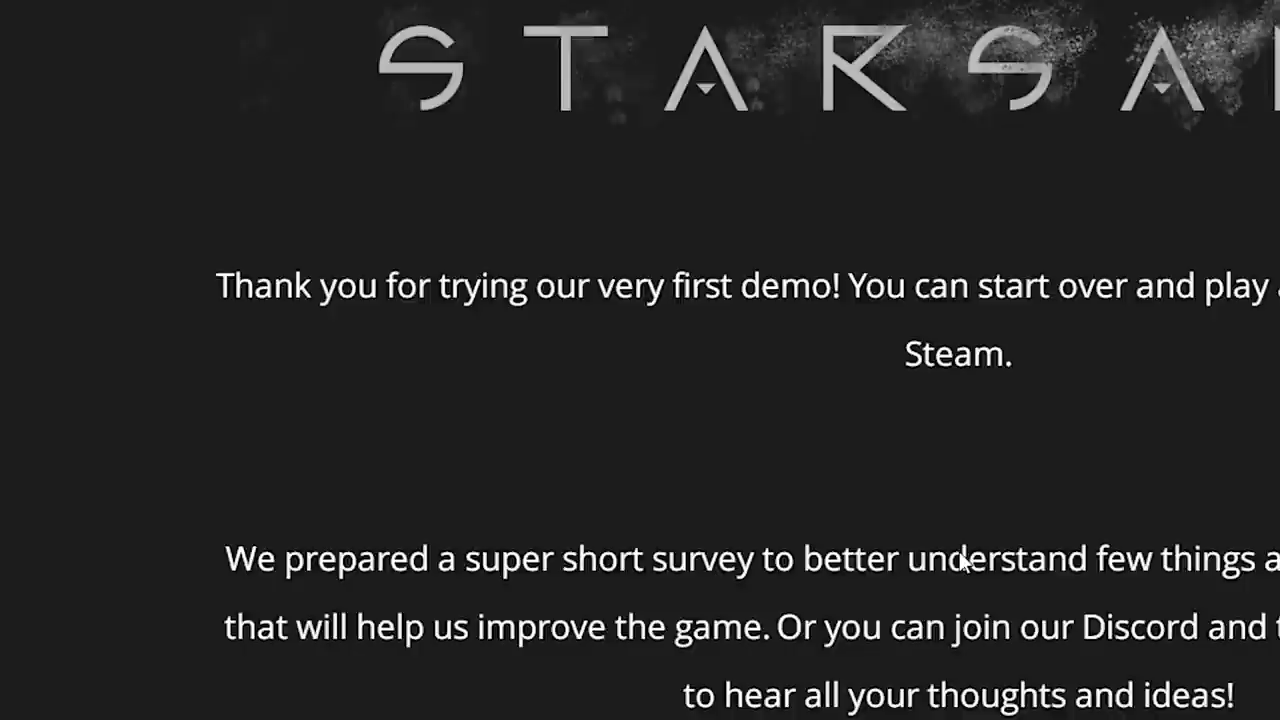 STARSA
Thank you for trying our very first demo! You can start over and play
Steam.
We prepared a super short survey to better understand few things a
that will help us improve the game. Or you can join our Discord and
to hear all your thoughts and ideas!